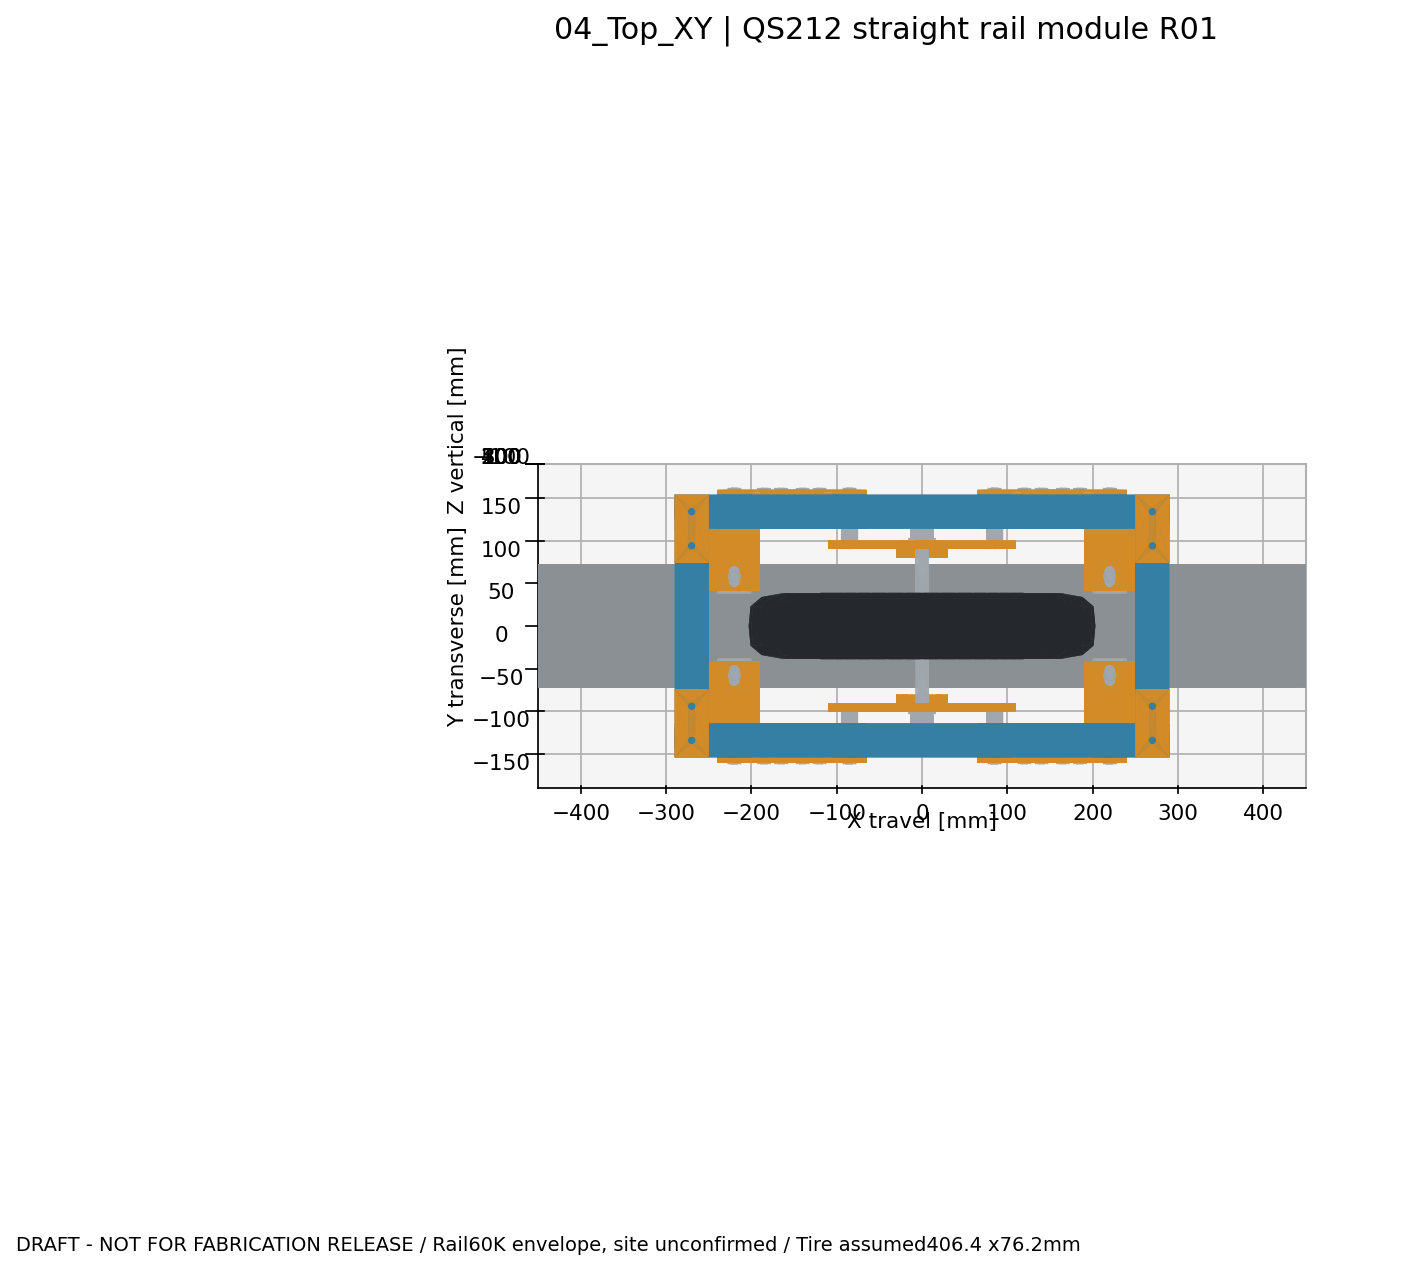 04_Top_XY | QS212 straight rail module R01
Z vertical [mm]
Y transverse [mm]
150
100
50
0
−50
−100
−150
−400 −300 −200 −100 0 100 200 300 400
X travel [mm]
DRAFT - NOT FOR FABRICATION RELEASE / Rail60K envelope, site unconfirmed / Tire assumed406.4 x76.2mm